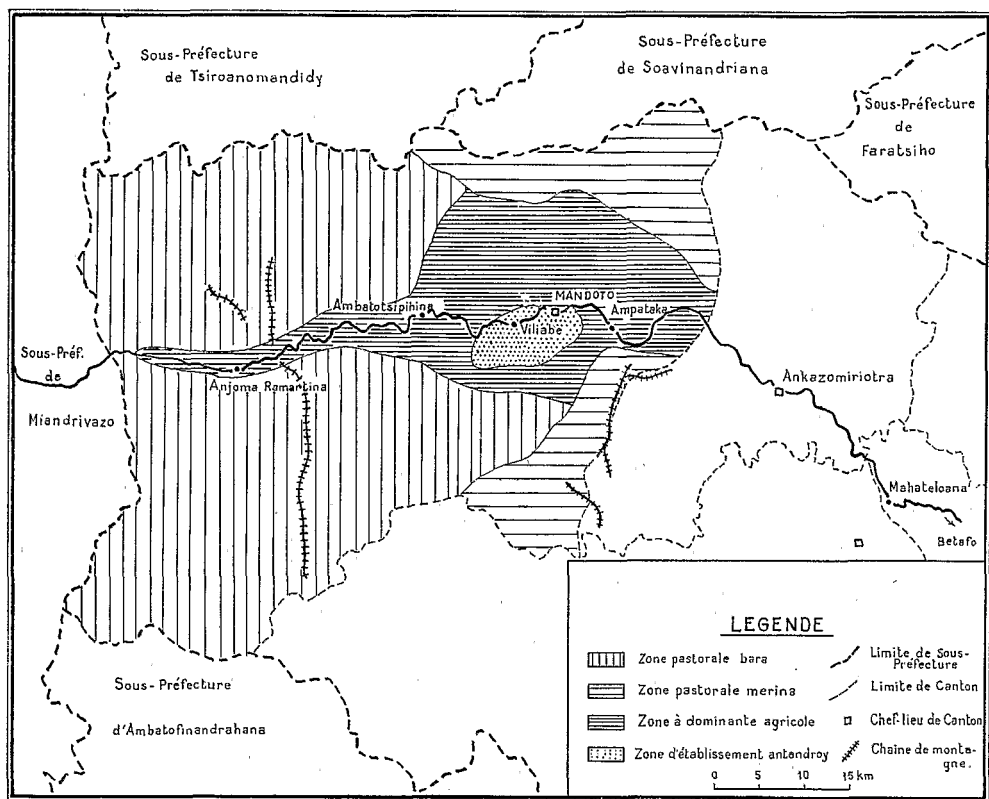 Sous-Préfecture
de Tsiroanomandidy
Sous-Préfecture
de Soavinandriana
Sous-Préfecture
de
Faratsiho
Ambatotsipihina
MANDOTO
Viliabe
Ampataka
Sous-Préf.
de
Miandrivazo
Anjoma Ramartina
Ankazomiriotra
Mahateloana
Betafo
Sous-Préfecture
d'Ambatofinandrahana
LEGENDE
Zone pastorale bara
Zone pastorale merina
Zone à dominante agricole
Zone d'établissement antandroy
Limite de Sous-
Préfecture
Limite de Canton
Chef-lieu de Canton
Chaîne de monta-
gne.
0 5 10 15 km